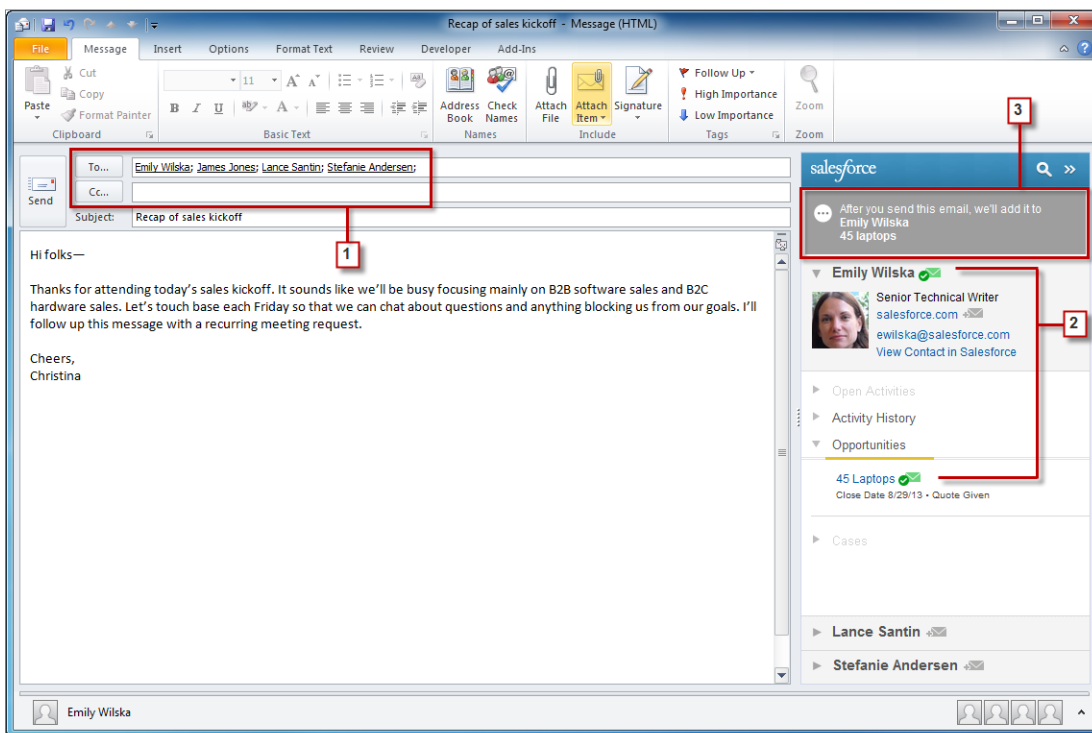 Recap of sales kickoff - Message (HTML)
File Message Insert Options Format Text Review Developer Add-Ins
Cut
Copy
Format Painter
Paste
Clipboard
11
B I U
Basic Text
Address Book
Check Names
Names
Attach File
Attach Item
Signature
Include
Follow Up
High Importance
Low Importance
Tags
Zoom
Zoom
3
Send
To...
Emily Wilska; James Jones; Lance Santin; Stefanie Andersen;
Cc...
Subject: Recap of sales kickoff
1
Hi folks—
Thanks for attending today's sales kickoff. It sounds like we'll be busy focusing mainly on B2B software sales and B2C
hardware sales. Let's touch base each Friday so that we can chat about questions and anything blocking us from our goals. I'll
follow up this message with a recurring meeting request.
Cheers,
Christina
salesforce
After you send this email, we'll add it to
Emily Wilska
45 laptops
Emily Wilska
Senior Technical Writer
salesforce.com
ewilska@salesforce.com
View Contact in Salesforce
2
Open Activities
Activity History
Opportunities
45 Laptops
Close Date 8/29/13 • Quote Given
Cases
Lance Santin
Stefanie Andersen
Emily Wilska